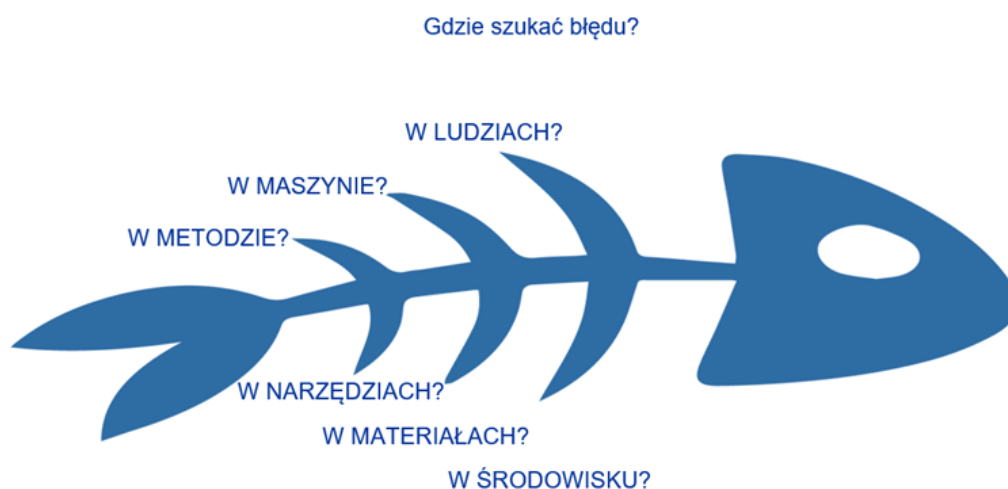 Gdzie szukać błędu?
W LUDZIACH?
W MASZYNIE?
W METODZIE?
W NARZĘDZIACH?
W MATERIAŁACH?
W ŚRODOWISKU?